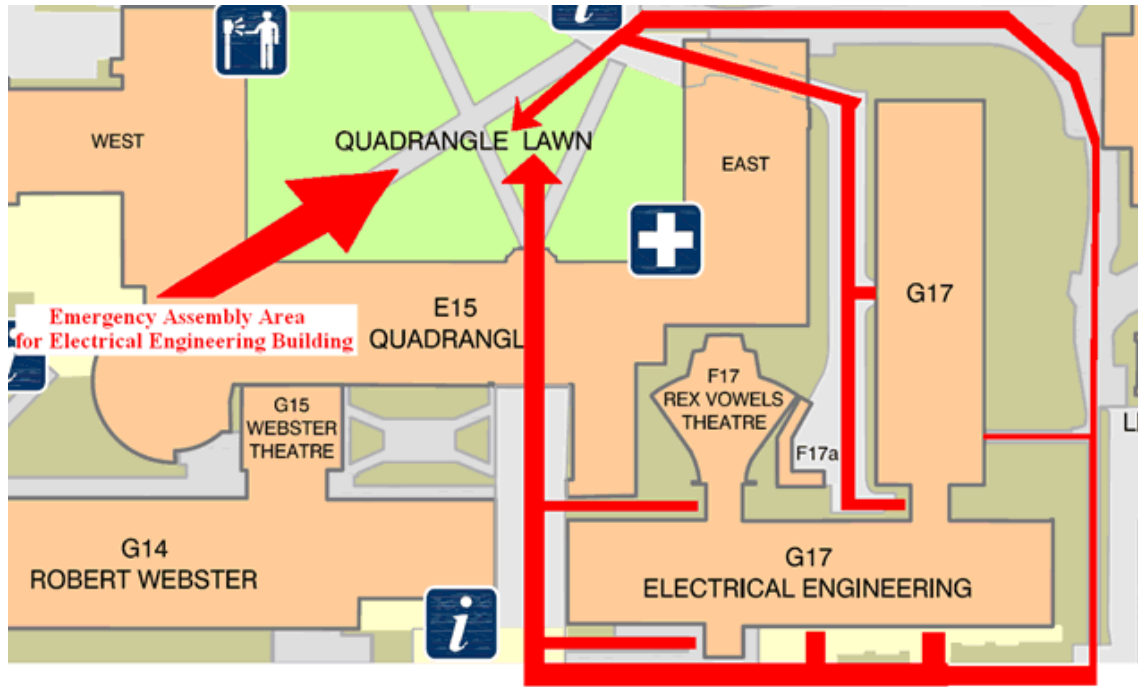 WEST
QUADRANGLE LAWN
EAST
G17
Emergency Assembly Area
for Electrical Engineering Building
E15
QUADRANGL
F17
REX VOWELS
THEATRE
G15
WEBSTER
THEATRE
F17a
G14
ROBERT WEBSTER
G17
ELECTRICAL ENGINEERING
i